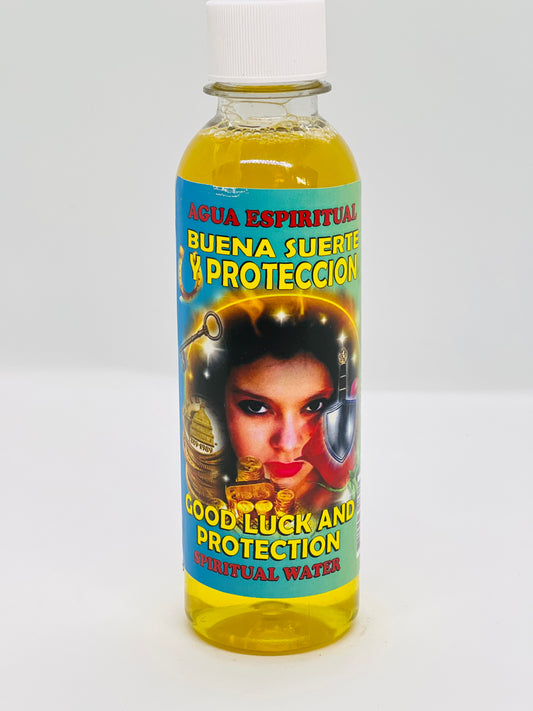 AGUA ESPIRITUAL
BUENA SUERTE
Y PROTECCION
GOOD LUCK AND
PROTECTION
SPIRITUAL WATER